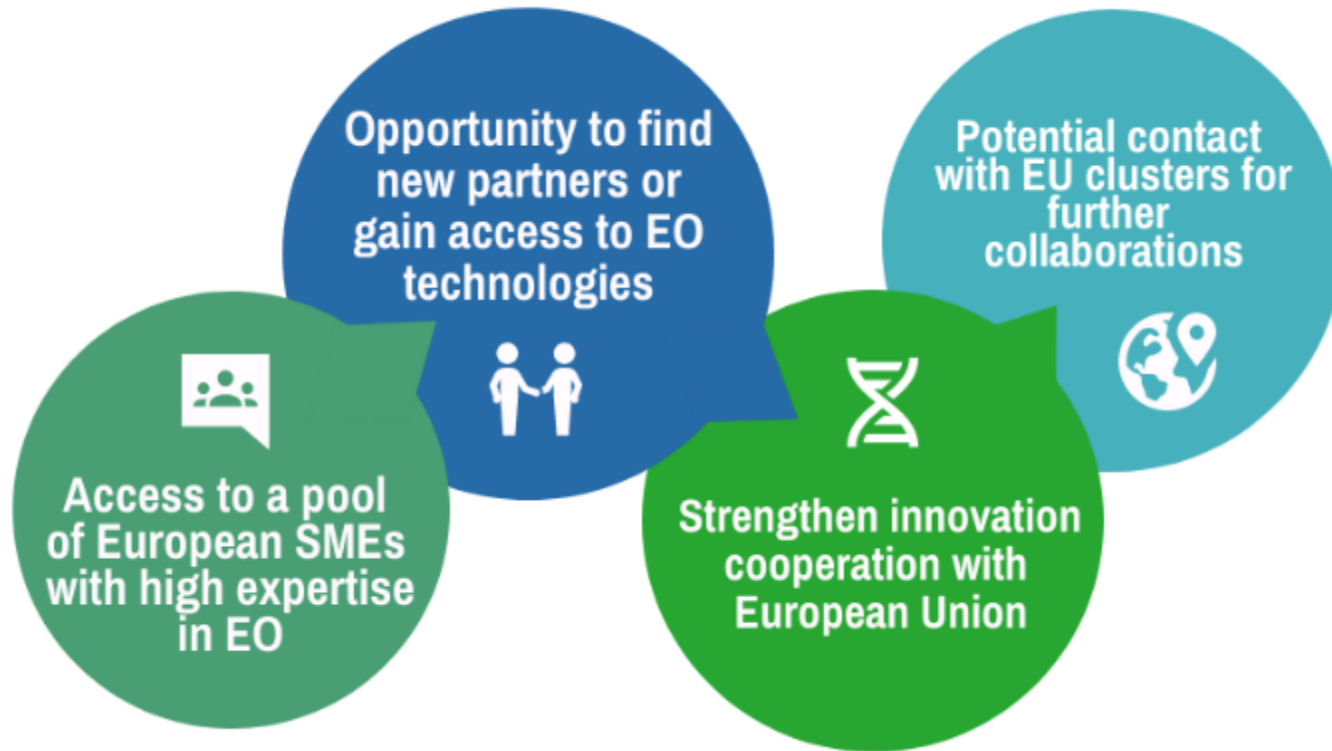 Opportunity to find
new partners or
gain access to EO
technologies
Potential contact
with EU clusters for
further
collaborations
Access to a pool
of European SMEs
with high expertise
in EO
Strengthen innovation
cooperation with
European Union